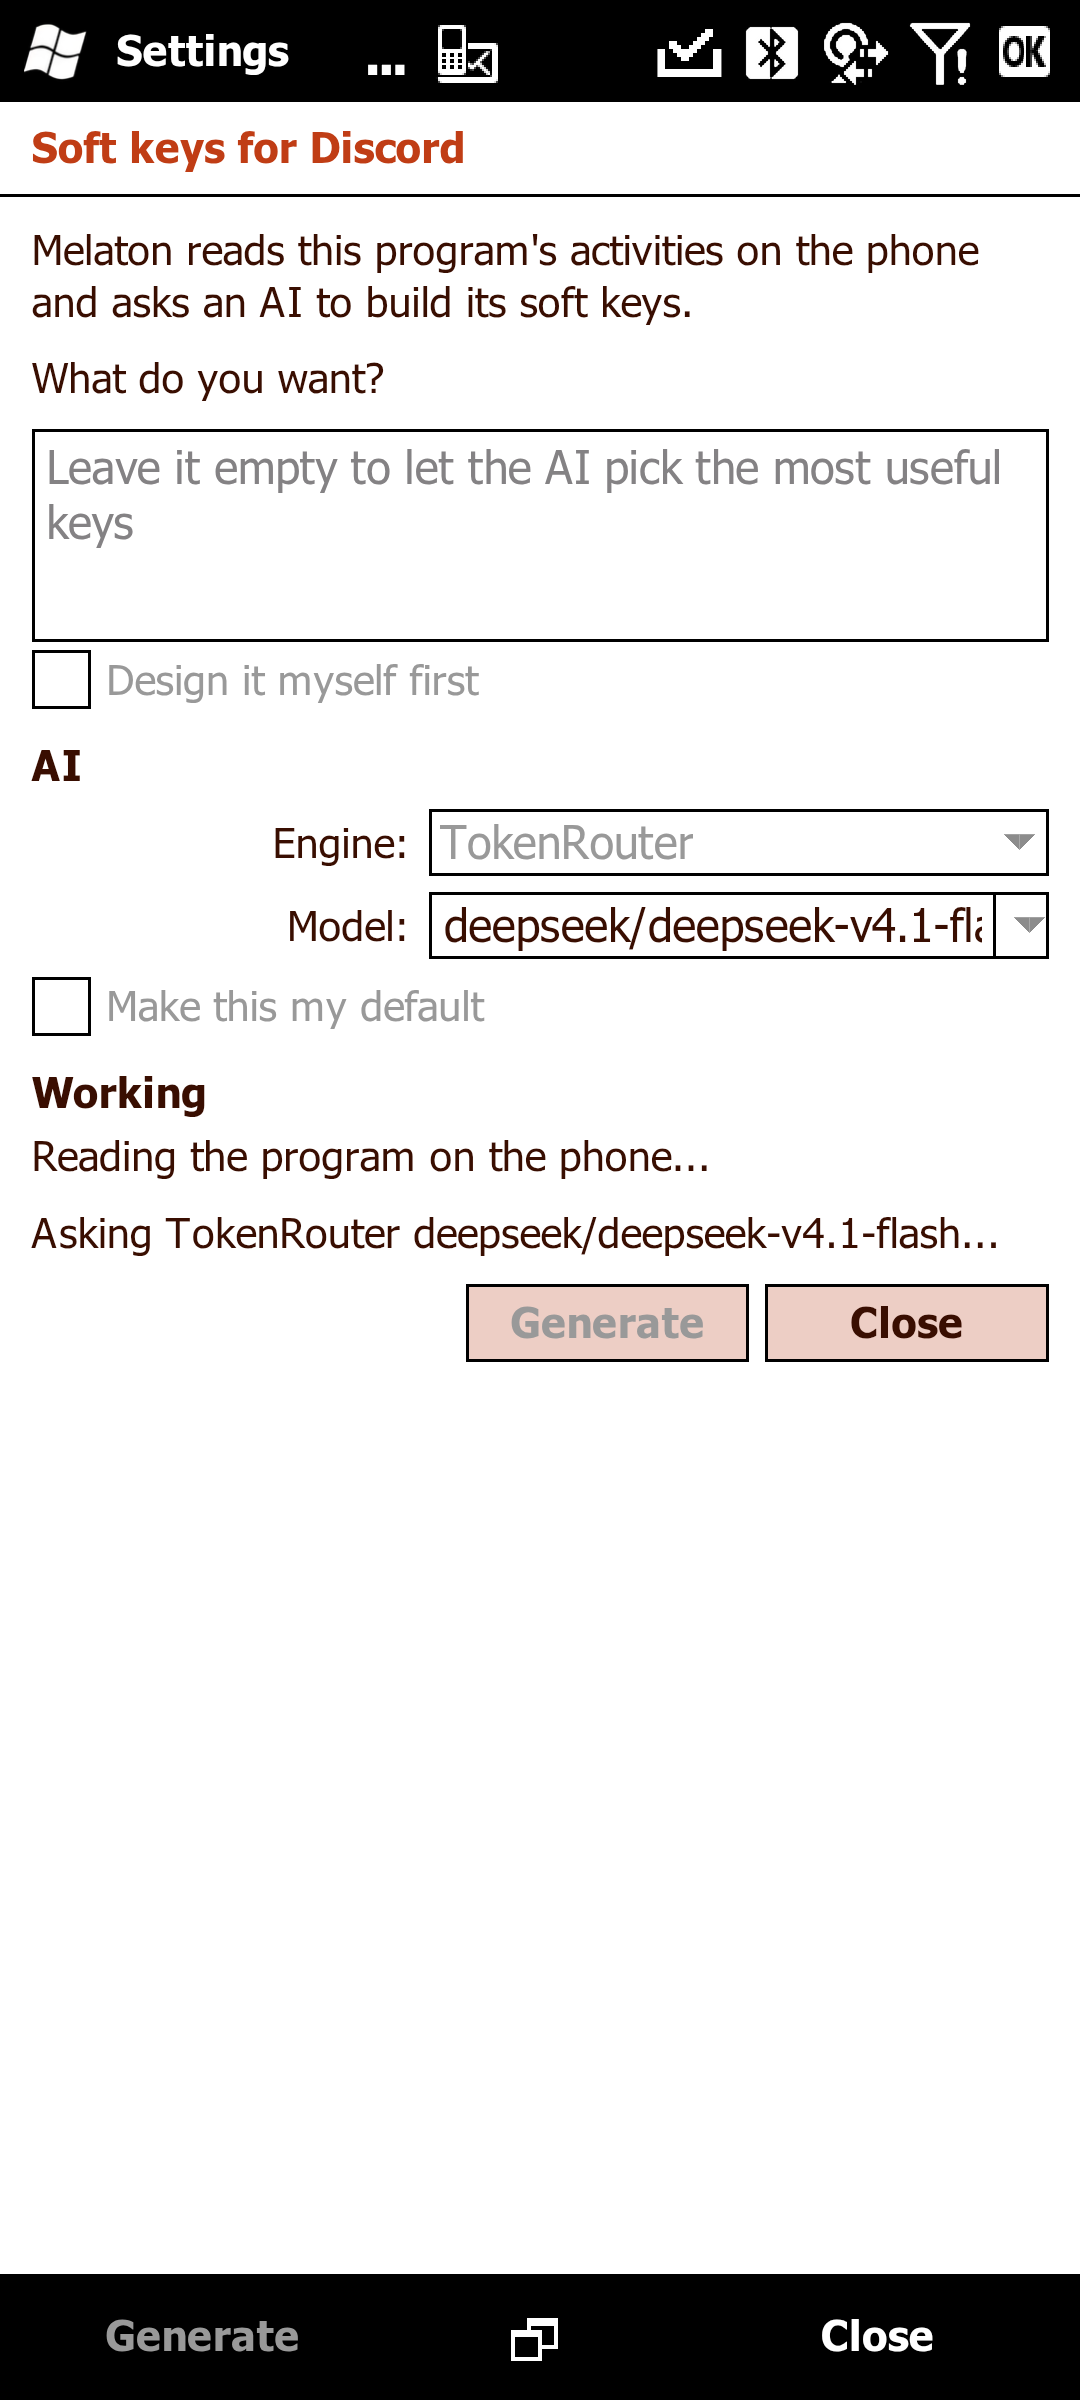 Settings
...
OK
Soft keys for Discord
Melaton reads this program's activities on the phone
and asks an AI to build its soft keys.
What do you want?
Leave it empty to let the AI pick the most useful
keys
Design it myself first
AI
Engine: TokenRouter
Model: deepseek/deepseek-v4.1-fla
Make this my default
Working
Reading the program on the phone...
Asking TokenRouter deepseek/deepseek-v4.1-flash...
Generate Close
Generate Close